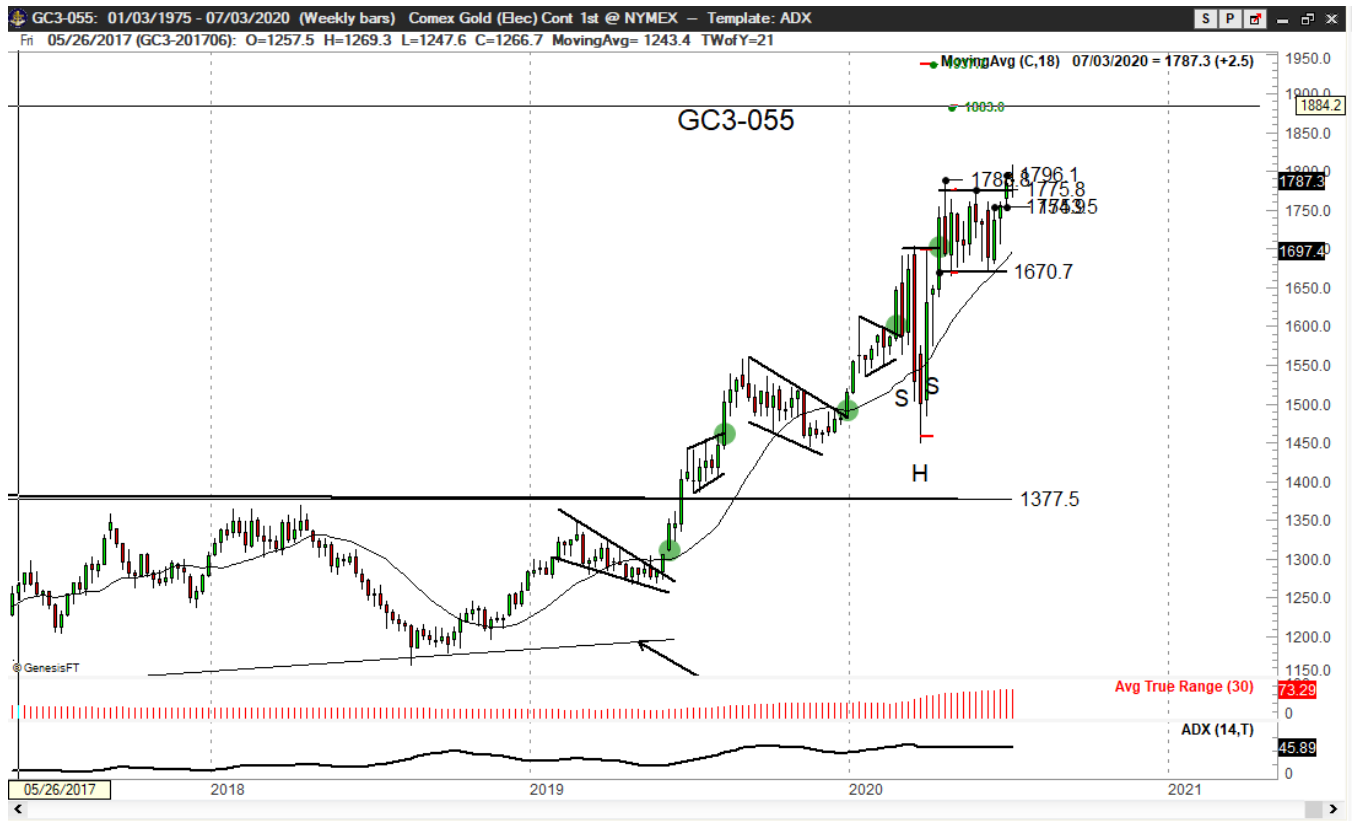 GC3-055: 01/03/1975 - 07/03/2020 (Weekly bars) Comex Gold (Elec) Cont 1st @ NYMEX – Template: ADX
S P
Fri 05/26/2017 (GC3-201706): O=1257.5 H=1269.3 L=1247.6 C=1266.7 MovingAvg= 1243.4 TWofY=21
MovingAvg (C,18) 07/03/2020 = 1787.3 (+2.5)
1950.0
1900.0
1884.2
GC3-055
1850.0
1800.0
1796.1
1787.3
1775.8
1750.0
1697.4
1670.7
1650.0
1600.0
1550.0
S
S
1500.0
1450.0
H
1400.0
1377.5
1350.0
1300.0
1250.0
1200.0
1150.0
© GenesisFT
Avg True Range (30)
73.29
0
ADX (14,T)
45.89
0
05/26/2017
2018
2019
2020
2021